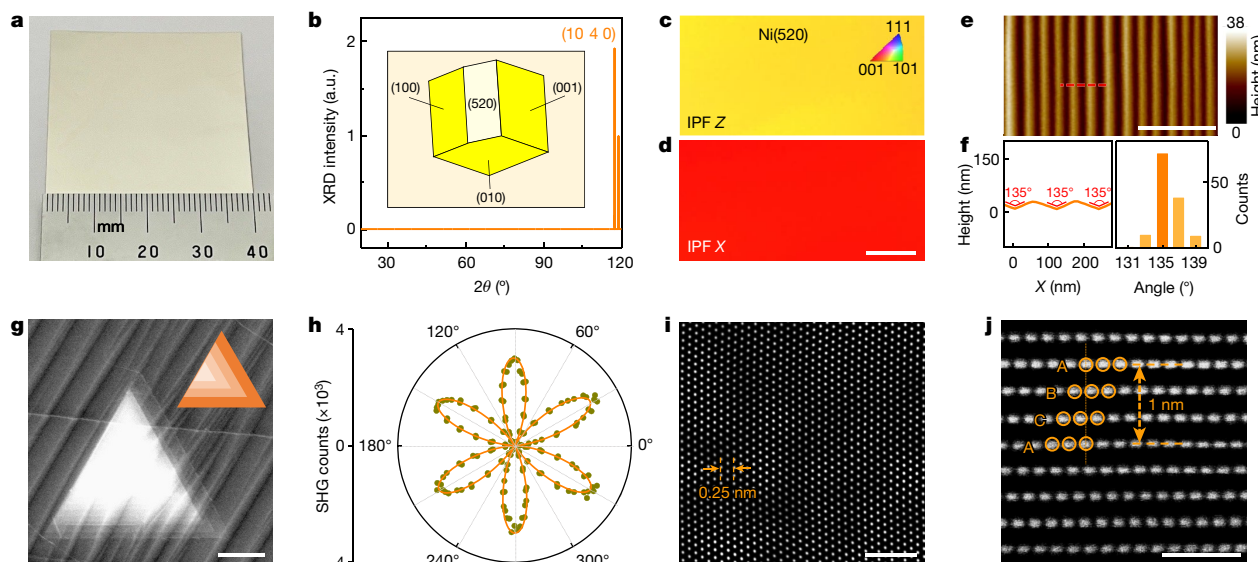 a
mm
10 20 30 40
b
XRD intensity (a.u.)
2
1
0
(10 4 0)
(100)
(520)
(001)
(010)
30 60 90 120
2θ (º)
c
Ni(520)
111
001 101
IPF Z
d
IPF X
e
38
Height (nm)
0
f
Height (nm)
150
0
135° 135° 135°
0 100 200
X (nm)
50
0
Counts
131 135 139
Angle (°)
g
h
SHG counts (×10³)
4
0
4
120° 60°
180° 0°
240° 300°
i
0.25 nm
j
A
B
C
A
1 nm